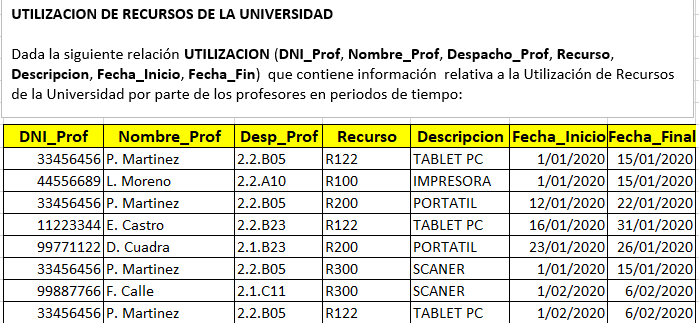 UTILIZACION DE RECURSOS DE LA UNIVERSIDAD
Dada la siguiente relación UTILIZACION (DNI_Prof, Nombre_Prof, Despacho_Prof, Recurso,
Descripcion, Fecha_Inicio, Fecha_Fin) que contiene información relativa a la Utilización de Recursos
de la Universidad por parte de los profesores en periodos de tiempo:
DNI_Prof Nombre_Prof Desp_Prof Recurso Descripcion Fecha_Inicio Fecha_Final
33456456 P. Martinez 2.2.B05 R122 TABLET PC 1/01/2020 15/01/2020
44556689 L. Moreno 2.2.A10 R100 IMPRESORA 1/01/2020 15/01/2020
33456456 P. Martinez 2.2.B05 R200 PORTATIL 12/01/2020 22/01/2020
11223344 E. Castro 2.2.B23 R122 TABLET PC 16/01/2020 31/01/2020
99771122 D. Cuadra 2.1.B23 R200 PORTATIL 23/01/2020 26/01/2020
33456456 P. Martinez 2.2.B05 R300 SCANER 1/01/2020 15/01/2020
99887766 F. Calle 2.1.C11 R300 SCANER 1/02/2020 6/02/2020
33456456 P. Martinez 2.2.B05 R122 TABLET PC 1/02/2020 6/02/2020